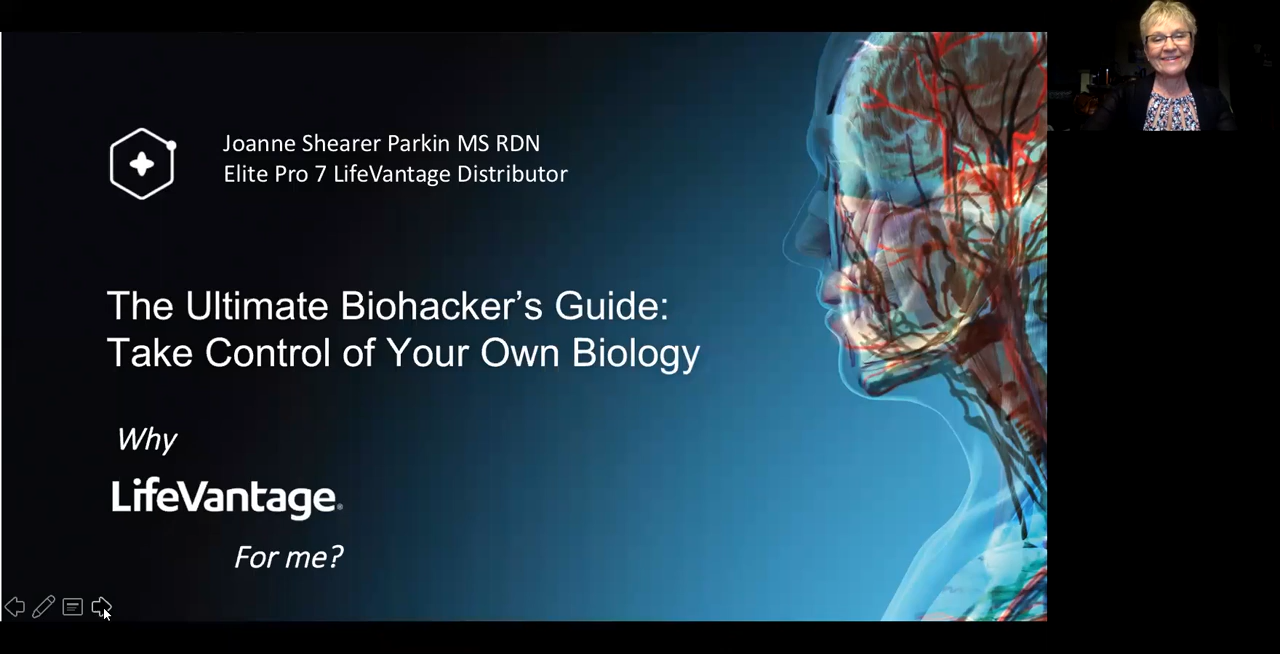 Joanne Shearer Parkin MS RDN
Elite Pro 7 LifeVantage Distributor
The Ultimate Biohacker’s Guide:
Take Control of Your Own Biology
Why
LifeVantage®
For me?